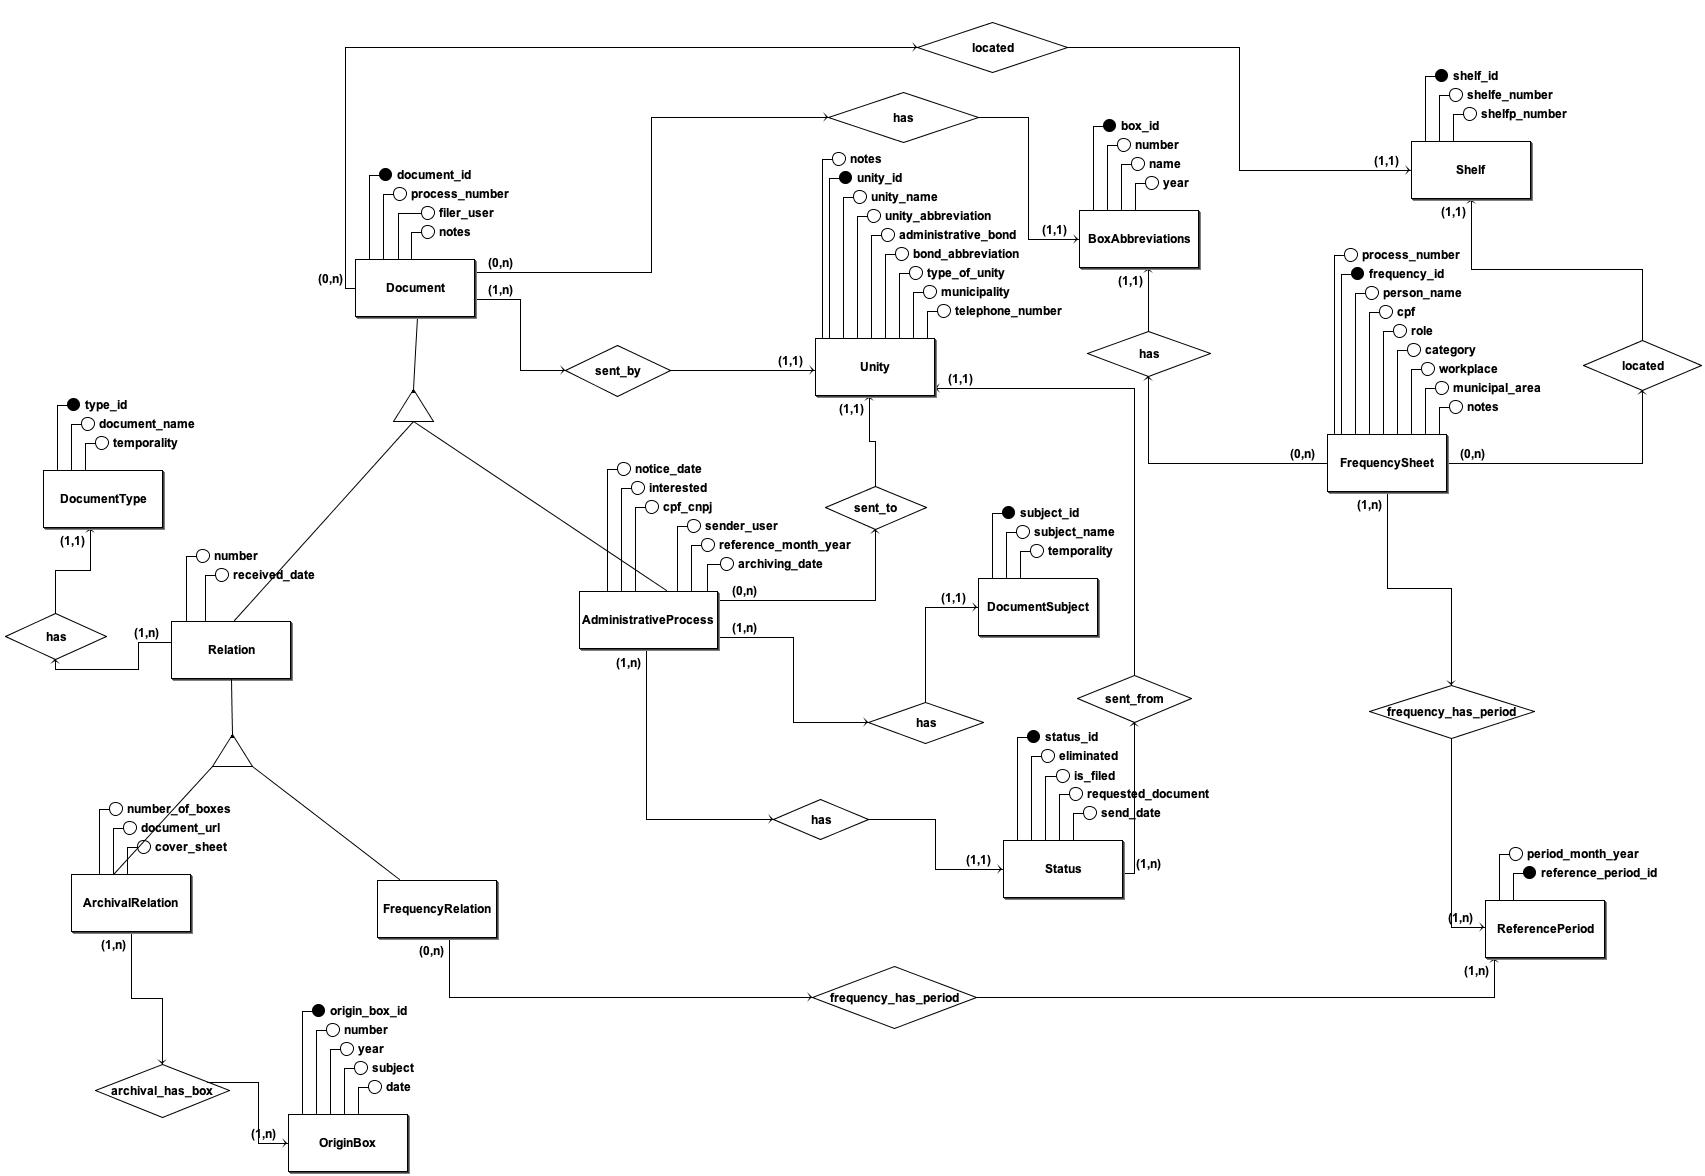 located
shelf_id
shelfe_number
shelfp_number
(1,1)
Shelf
(1,1)
has
box_id
number
name
year
(1,1)
BoxAbbreviations
(1,1)
document_id
process_number
filer_user
notes
(0,n)
(0,n)
Document
(1,n)
notes
unity_id
unity_name
unity_abbreviation
administrative_bond
bond_abbreviation
type_of_unity
municipality
telephone_number
sent_by
(1,1)
Unity
(1,1)
(1,1)
has
process_number
frequency_id
person_name
cpf
role
category
workplace
municipal_area
notes
located
(0,n)
FrequencySheet
(0,n)
(1,n)
type_id
document_name
temporality
DocumentType
(1,1)
number
received_date
has
(1,n)
Relation
notice_date
interested
cpf_cnpj
sender_user
reference_month_year
archiving_date
sent_to
(0,n)
AdministrativeProcess
(1,n)
(1,n)
subject_id
subject_name
temporality
(1,1)
DocumentSubject
has
sent_from
frequency_has_period
status_id
eliminated
is_filed
requested_document
send_date
has
(1,1)
Status
(1,n)
number_of_boxes
document_url
cover_sheet
ArchivalRelation
(1,n)
FrequencyRelation
(0,n)
period_month_year
reference_period_id
(1,n)
ReferencePeriod
(1,n)
frequency_has_period
origin_box_id
number
year
subject
date
archival_has_box
(1,n)
OriginBox